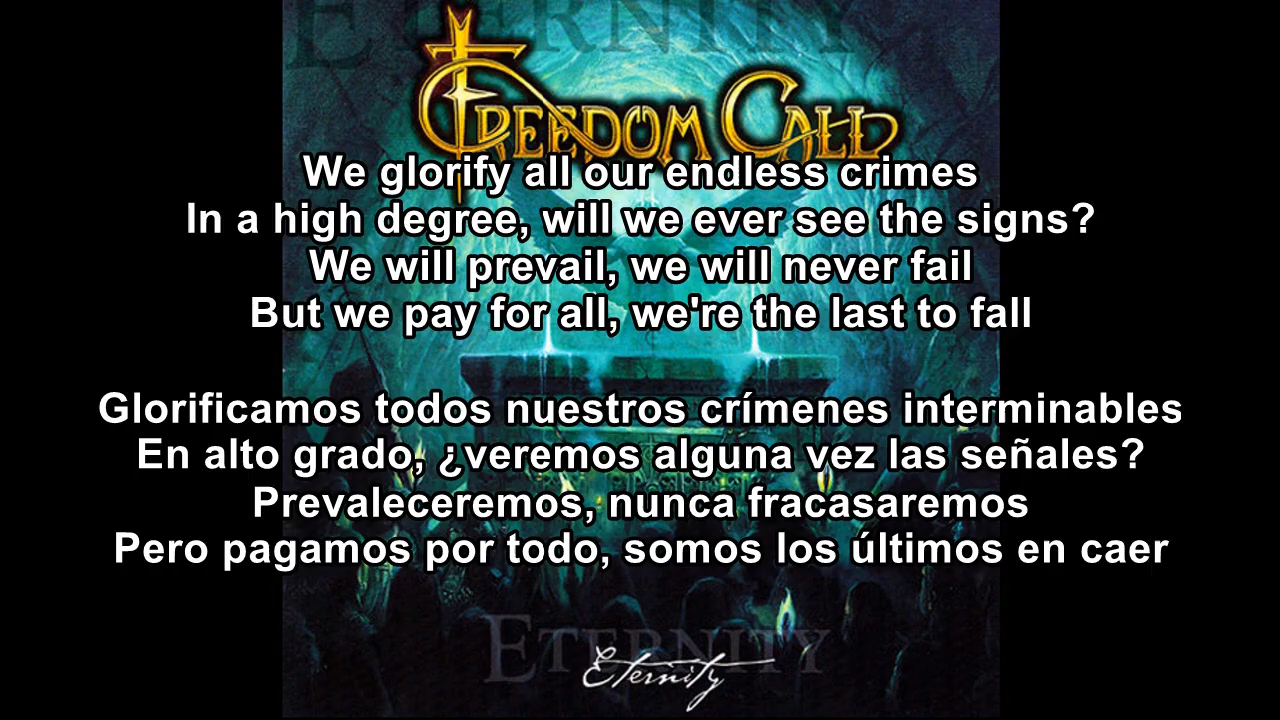 ETERNITY
FREEDOM CALL
We glorify all our endless crimes
In a high degree, will we ever see the signs?
We will prevail, we will never fail
But we pay for all, we're the last to fall
Glorificamos todos nuestros crímenes interminables
En alto grado, ¿veremos alguna vez las señales?
Prevaleceremos, nunca fracasaremos
Pero pagamos por todo, somos los últimos en caer
ETERNITY
Eternity